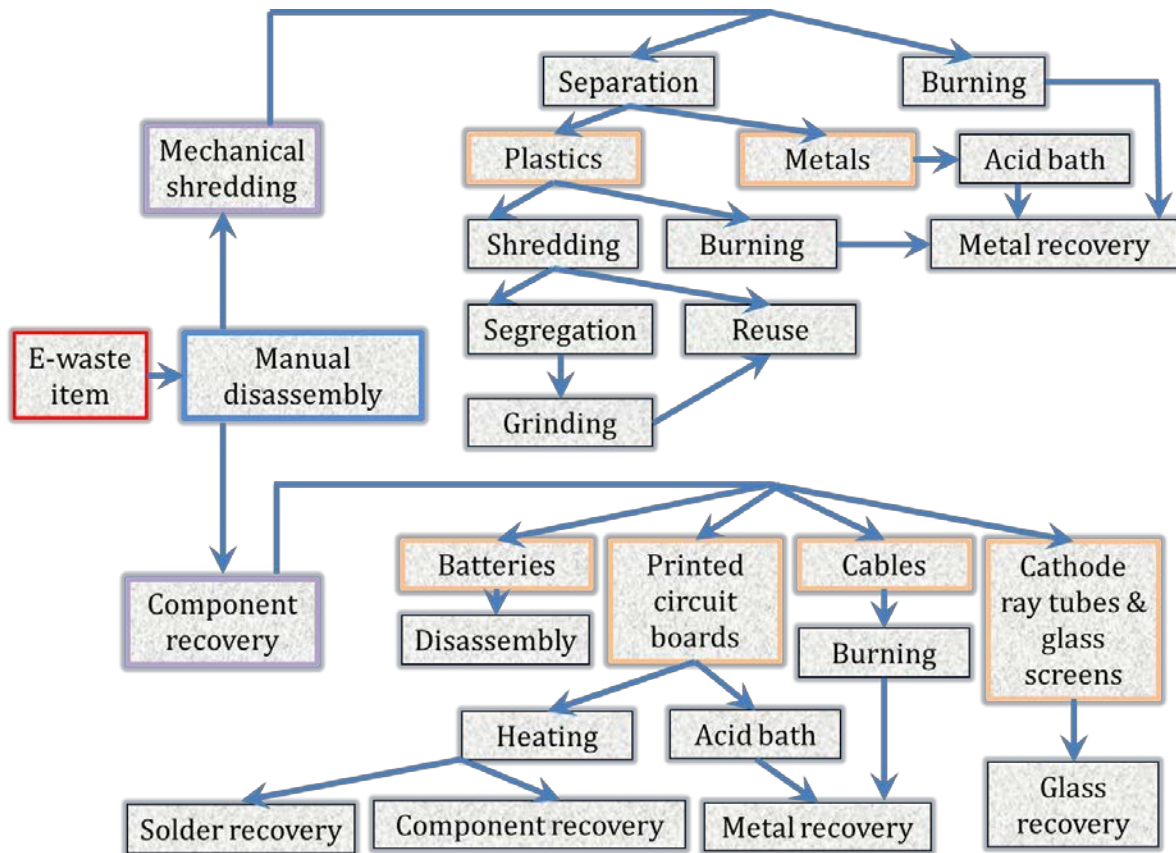 Separation
Burning
Mechanical
shredding
Plastics
Metals
Acid bath
Shredding
Burning
Metal recovery
Segregation
Reuse
E-waste
item
Manual
disassembly
Grinding
Batteries
Printed
circuit
boards
Cables
Cathode
ray tubes &
glass
screens
Component
recovery
Disassembly
Burning
Heating
Acid bath
Glass
recovery
Solder recovery
Component recovery
Metal recovery